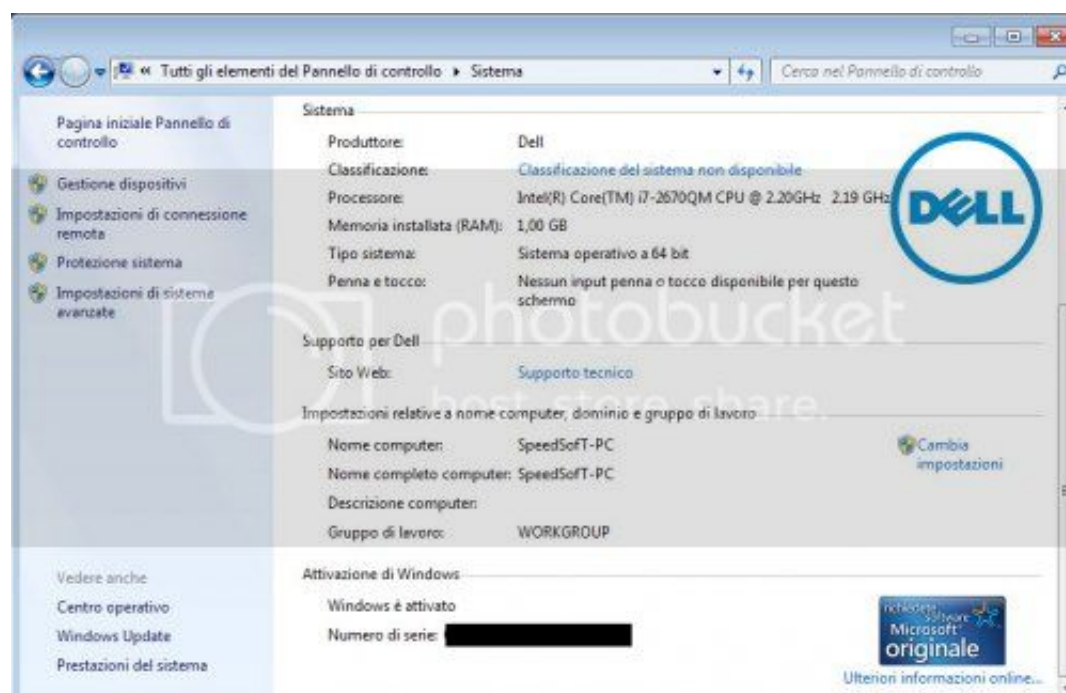 « Tutti gli elementi del Pannello di controllo ▸ Sistema
Cerca nel Pannello di controllo
Pagina iniziale Pannello di
controllo
Gestione dispositivi
Impostazioni di connessione
remota
Protezione sistema
Impostazioni di sistema
avanzate
Vedere anche
Centro operativo
Windows Update
Prestazioni del sistema
Sistema
Produttore: Dell
Classificazione: Classificazione del sistema non disponibile
Processore: Intel(R) Core(TM) i7-2670QM CPU @ 2.20GHz 2.19 GHz
Memoria installata (RAM): 1,00 GB
Tipo sistema: Sistema operativo a 64 bit
Penna e tocco: Nessun input penna o tocco disponibile per questo
schermo
DELL
Supporto per Dell
Sito Web: Supporto tecnico
Impostazioni relative a nome computer, dominio e gruppo di lavoro
Nome computer: SpeedSofT-PC
Nome completo computer: SpeedSofT-PC
Descrizione computer:
Gruppo di lavoro: WORKGROUP
Cambia
impostazioni
Attivazione di Windows
Windows è attivato
Numero di serie:
richiedete
software
Microsoft
originale
Ulteriori informazioni online...
photobucket
host. store. share.